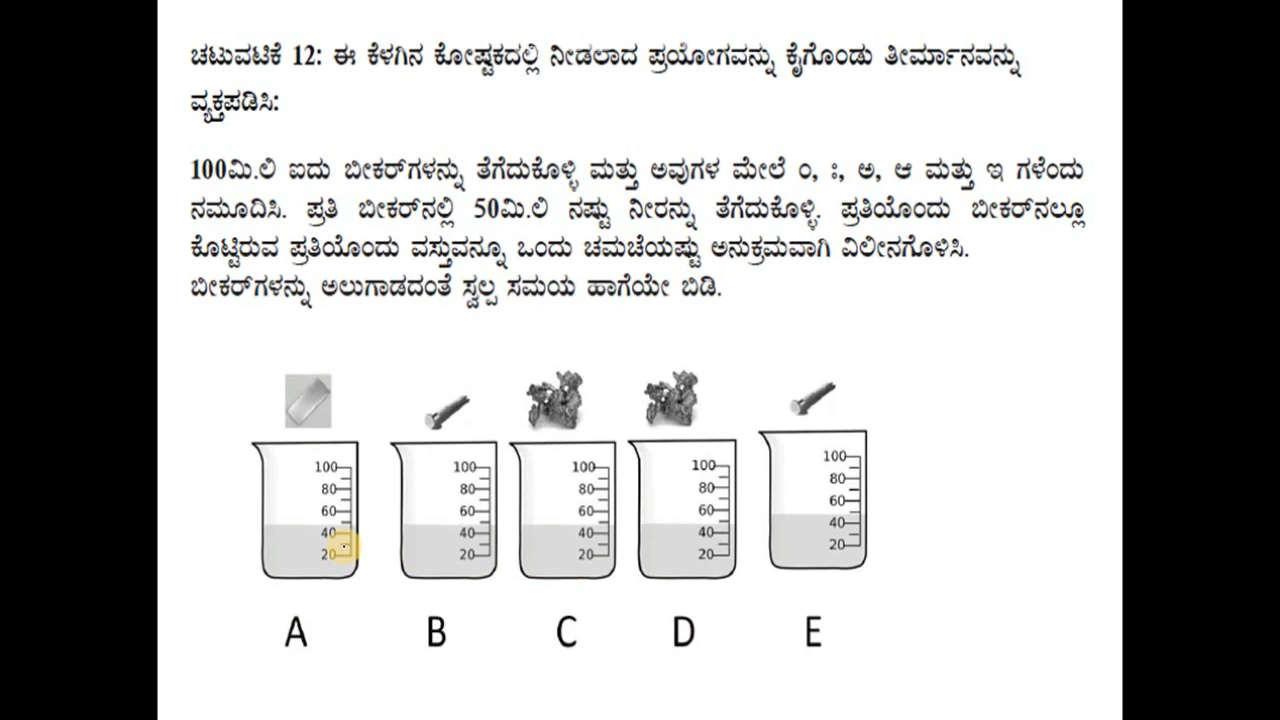 ಚಟುವಟಿಕೆ 12: ಈ ಕೆಳಗಿನ ಕೋಷ್ಟಕದಲ್ಲಿ ನೀಡಲಾದ ಪ್ರಯೋಗವನ್ನು ಕೈಗೊಂಡು ತೀರ್ಮಾನವನ್ನು
ವ್ಯಕ್ತಪಡಿಸಿ:
100ಮಿ.ಲಿ ಐದು ಬೀಕರ್‌ಗಳನ್ನು ತೆಗೆದುಕೊಳ್ಳಿ ಮತ್ತು ಅವುಗಳ ಮೇಲೆ ಂ, ಃ, ಅ, ಆ ಮತ್ತು ಇ ಗಳೆಂದು
ನಮೂದಿಸಿ. ಪ್ರತಿ ಬೀಕರ್‌ನಲ್ಲಿ 50ಮಿ.ಲಿ ನಷ್ಟು ನೀರನ್ನು ತೆಗೆದುಕೊಳ್ಳಿ. ಪ್ರತಿಯೊಂದು ಬೀಕರ್‌ನಲ್ಲೂ
ಕೊಟ್ಟಿರುವ ಪ್ರತಿಯೊಂದು ವಸ್ತುವನ್ನೂ ಒಂದು ಚಮಚೆಯಷ್ಟು ಅನುಕ್ರಮವಾಗಿ ವಿಲೀನಗೊಳಿಸಿ.
ಬೀಕರ್‌ಗಳನ್ನು ಅಲುಗಾಡದಂತೆ ಸ್ವಲ್ಪ ಸಮಯ ಹಾಗೆಯೇ ಬಿಡಿ.
100 100 100 100 100
80 80 80 80 80
60 60 60 60 60
40 40 40 40 40
20 20 20 20 20
A B C D E